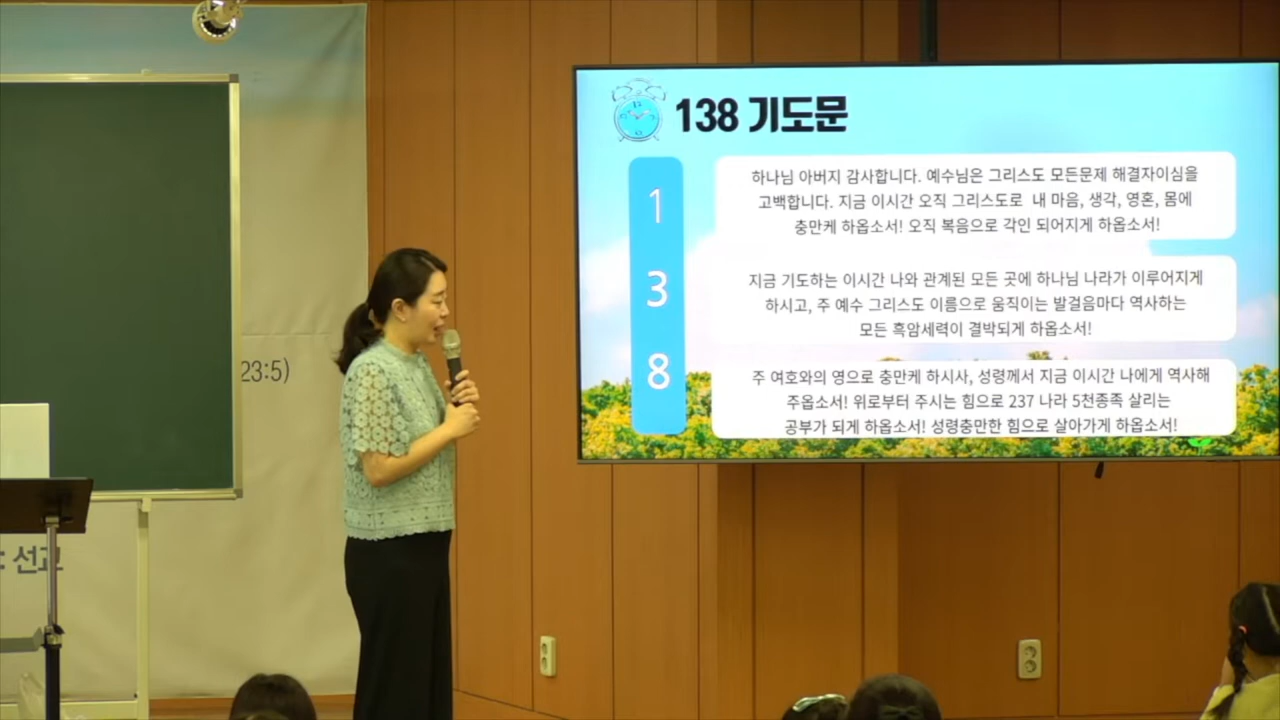 138 기도문
1
하나님 아버지 감사합니다. 예수님은 그리스도 모든문제 해결자이심을
고백합니다. 지금 이시간 오직 그리스도로 내 마음, 생각, 영혼, 몸에
충만케 하옵소서! 오직 복음으로 각인 되어지게 하옵소서!
3
지금 기도하는 이시간 나와 관계된 모든 곳에 하나님 나라가 이루어지게
하시고, 주 예수 그리스도 이름으로 움직이는 발걸음마다 역사하는
모든 흑암세력이 결박되게 하옵소서!
8
주 여호와의 영으로 충만케 하시사, 성령께서 지금 이시간 나에게 역사해
주옵소서! 위로부터 주시는 힘으로 237 나라 5천종족 살리는
공부가 되게 하옵소서! 성령충만한 힘으로 살아가게 하옵소서!
23:5)
: 선교